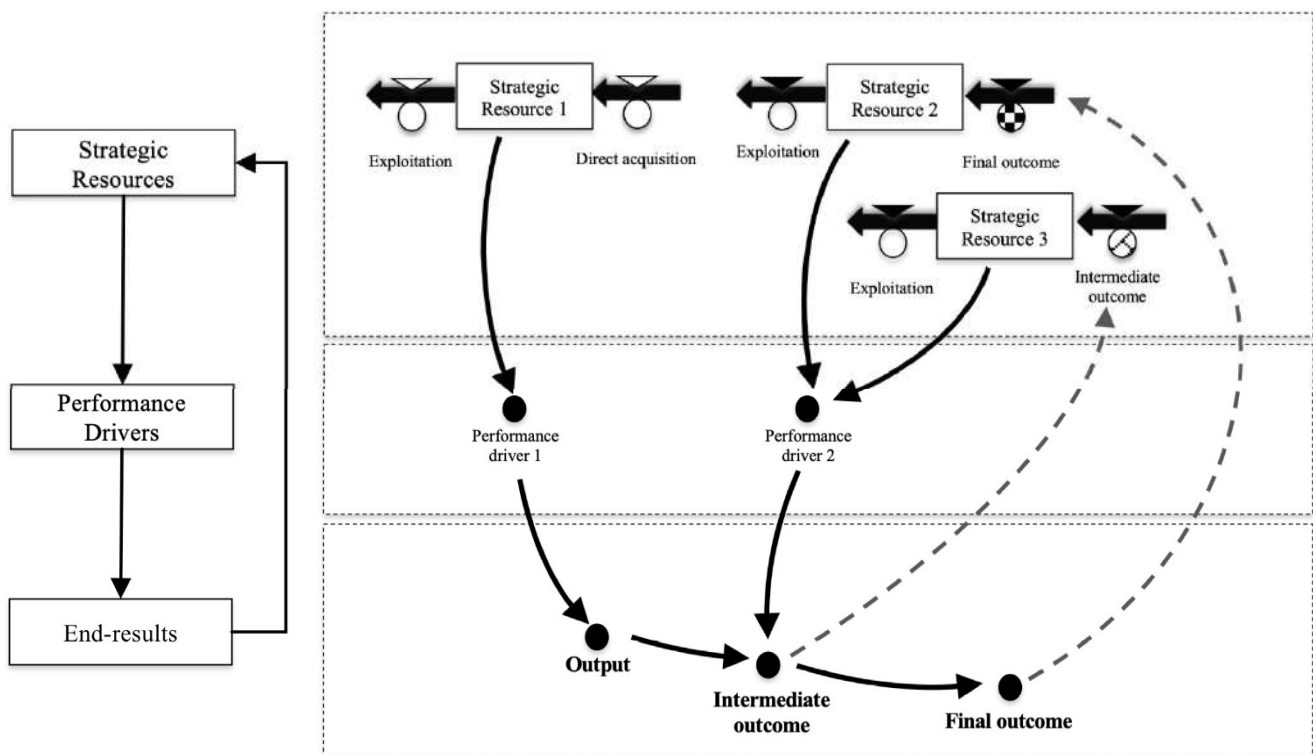 Strategic
Resources
Performance
Drivers
End-results
Strategic
Resource 1
Exploitation
Direct acquisition
Strategic
Resource 2
Exploitation
Final outcome
Strategic
Resource 3
Exploitation
Intermediate
outcome
Performance
driver 1
Performance
driver 2
Output
Intermediate
outcome
Final outcome